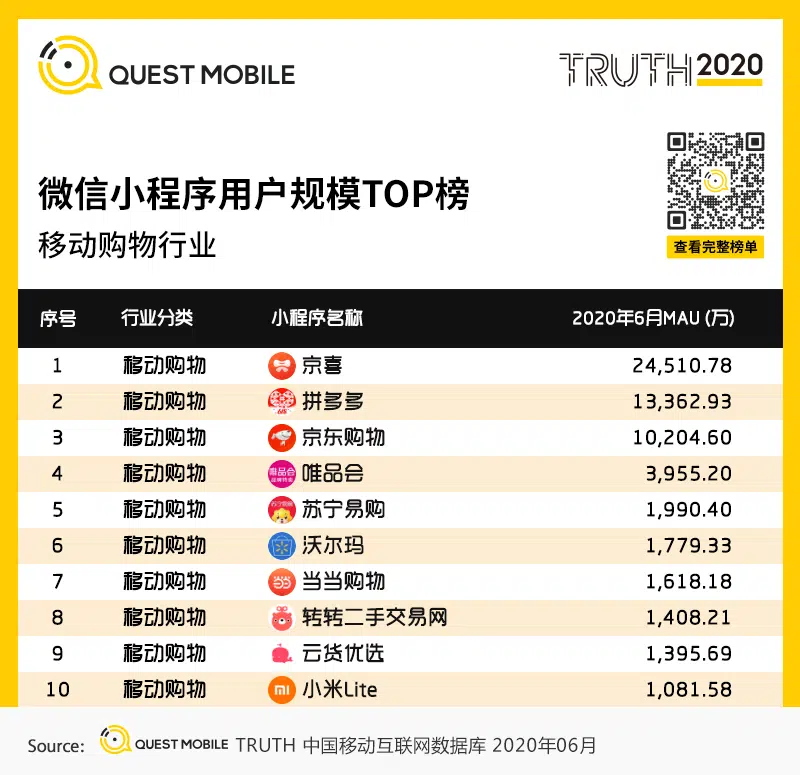 QUEST MOBILE
TRUTH 2020
微信小程序用户规模TOP榜
移动购物行业
查看完整榜单
序号 行业分类 小程序名称 2020年6月MAU (万)
1 移动购物 京喜 24,510.78
2 移动购物 拼多多 13,362.93
3 移动购物 京东购物 10,204.60
4 移动购物 唯品会 唯品会 3,955.20
5 移动购物 苏宁易购 1,990.40
6 移动购物 沃尔玛 1,779.33
7 移动购物 当当 当当购物 1,618.18
8 移动购物 转转二手交易网 1,408.21
9 移动购物 云货优选 1,395.69
10 移动购物 mi 小米Lite 1,081.58
Source: QUEST MOBILE TRUTH 中国移动互联网数据库 2020年06月